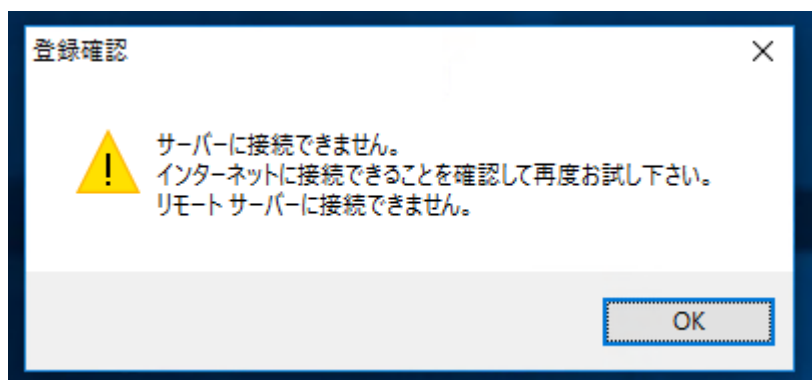 登録確認
サーバーに接続できません。
インターネットに接続できることを確認して再度お試し下さい。
リモート サーバーに接続できません。
OK